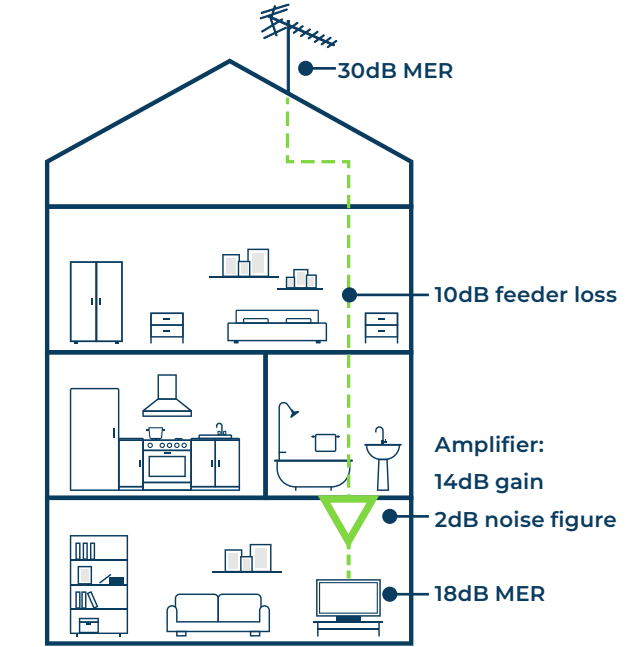 30dB MER
10dB feeder loss
Amplifier:
14dB gain
2dB noise figure
18dB MER